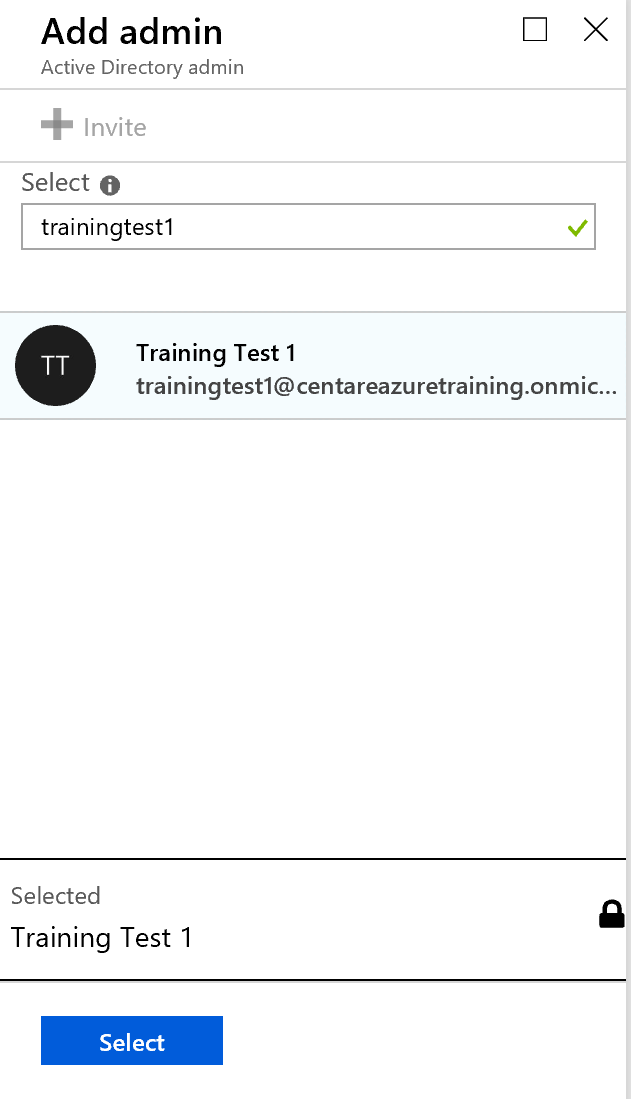 Add admin
Active Directory admin
Invite
Select
trainingtest1
TT
Training Test 1
trainingtest1@centareazuretraining.onmic...
Selected
Training Test 1
Select